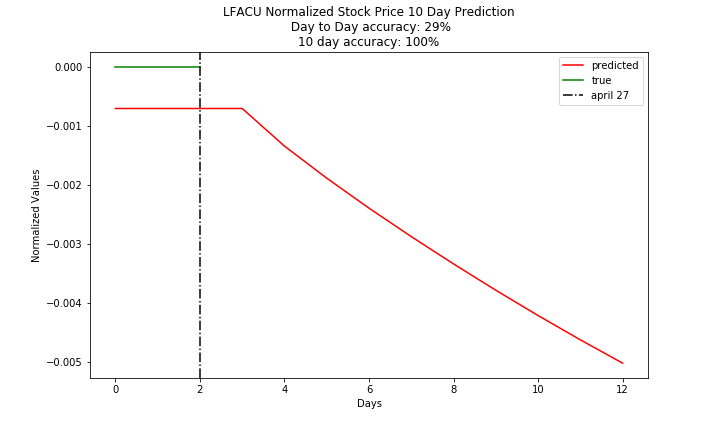 LFACU Normalized Stock Price 10 Day Prediction
Day to Day accuracy: 29%
10 day accuracy: 100%
predicted
true
april 27
Normalized Values
0.000
−0.001
−0.002
−0.003
−0.004
−0.005
0 2 4 6 8 10 12
Days